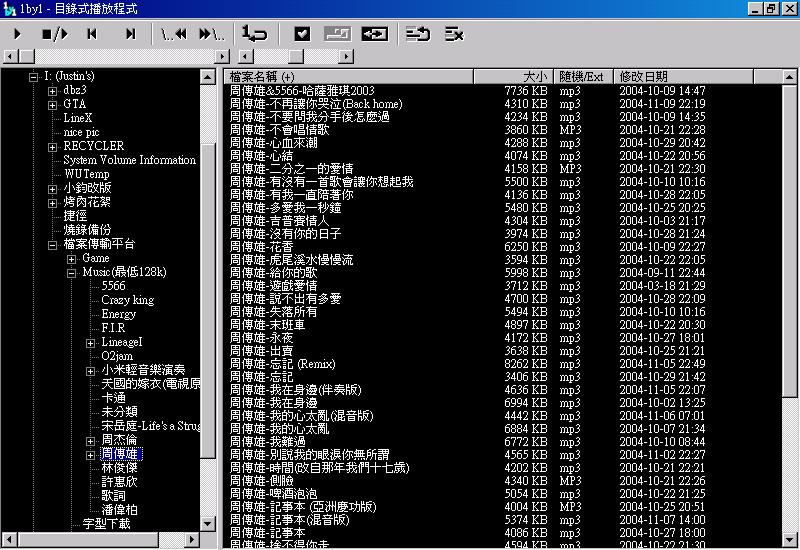 1by1 - 目錄式播放程式
\..◀◀ ▶▶\..
I: (Justin's)
dbz3
GTA
LineX
nice pic
RECYCLER
System Volume Information
WUTemp
小鈞改版
烤肉花絮
捷徑
燒錄備份
檔案傳輸平台
Game
Music(最低128k)
5566
Crazy king
Energy
F.I.R
LineageI
O2jam
小米輕音樂演奏
天國的嫁衣(電視原
卡通
未分類
宋岳庭-Life's a Strug
周杰倫
周傳雄
林俊傑
許惠欣
歌詞
潘偉柏
字型下載
檔案名稱 (+) 大小 隨機/Ext 修改日期
周傳雄&5566-哈薩雅琪2003 7736 KB mp3 2004-10-09 14:47
周傳雄-不再讓你哭泣(Back home) 4310 KB mp3 2004-11-09 22:19
周傳雄-不要問我分手後怎麼過 4234 KB mp3 2004-10-09 14:35
周傳雄-不會唱情歌 3860 KB MP3 2004-10-21 22:28
周傳雄-心血來潮 4288 KB mp3 2004-10-29 20:42
周傳雄-心結 4074 KB mp3 2004-10-22 20:56
周傳雄-二分之一的愛情 4158 KB MP3 2004-10-21 22:30
周傳雄-有沒有一首歌會讓你想起我 5500 KB mp3 2004-10-10 10:16
周傳雄-有我一直陪著你 4136 KB mp3 2004-10-28 22:05
周傳雄-多愛我一秒鐘 5480 KB mp3 2004-10-25 20:25
周傳雄-吉普賽情人 4304 KB mp3 2004-10-03 21:17
周傳雄-沒有你的日子 3974 KB mp3 2004-10-28 21:24
周傳雄-花香 6250 KB mp3 2004-10-09 22:27
周傳雄-虎尾溪水慢慢流 3594 KB mp3 2004-10-22 22:05
周傳雄-給你的歌 5998 KB mp3 2004-09-11 22:44
周傳雄-遊戲愛情 3712 KB mp3 2004-03-18 21:29
周傳雄-說不出有多愛 4700 KB mp3 2004-10-28 22:09
周傳雄-失落所有 5494 KB mp3 2004-10-10 10:16
周傳雄-末班車 4897 KB mp3 2004-10-22 20:30
周傳雄-永夜 4172 KB mp3 2004-10-27 18:01
周傳雄-出賣 3638 KB mp3 2004-10-25 21:21
周傳雄-忘記 (Remix) 8262 KB mp3 2004-11-05 22:49
周傳雄-忘記 3406 KB mp3 2004-10-29 21:42
周傳雄-我在身邊(伴奏版) 4636 KB mp3 2004-11-05 22:57
周傳雄-我在身邊 6994 KB mp3 2004-10-02 13:25
周傳雄-我的心太亂(混音版) 4442 KB mp3 2004-11-06 07:01
周傳雄-我的心太亂 6884 KB mp3 2004-10-07 21:34
周傳雄-我難過 6772 KB mp3 2004-10-10 08:44
周傳雄-別說我的眼淚你無所謂 4565 KB mp3 2004-11-02 22:27
周傳雄-時間(改自那年我們十七歲) 4202 KB mp3 2004-10-21 22:21
周傳雄-側臉 4340 KB MP3 2004-10-21 22:26
周傳雄-啤酒泡泡 5054 KB mp3 2004-10-22 21:25
周傳雄-記事本 (亞洲慶功版) 4004 KB MP3 2004-10-25 20:51
周傳雄-記事本(混音版) 5374 KB mp3 2004-11-07 14:00
周傳雄-記事本 4086 KB mp3 2004-10-27 18:00
周傳雄-捨不得你走 4594 KB mp3 2004-10-22 21:30